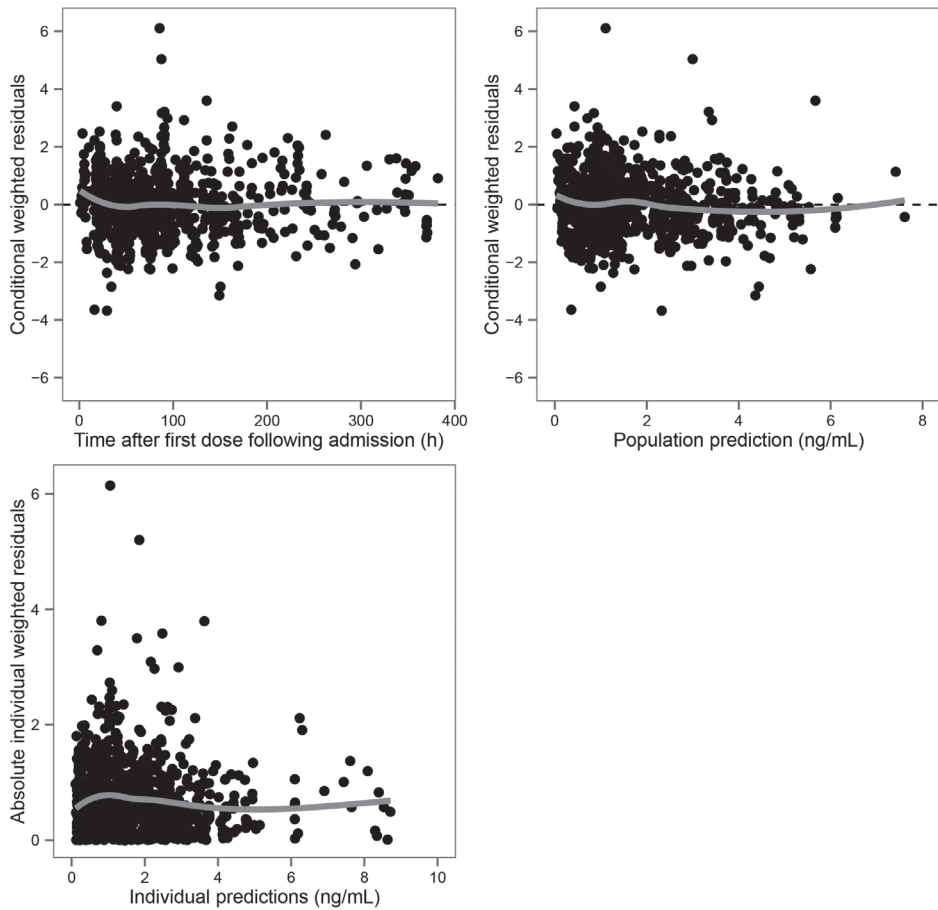 6
4
2
0
−2
−4
−6
Conditional weighted residuals
0 100 200 300 400
Time after first dose following admission (h)
6
4
2
0
−2
−4
−6
Conditional weighted residuals
0 2 4 6 8
Population prediction (ng/mL)
6
4
2
0
Absolute individual weighted residuals
0 2 4 6 8 10
Individual predictions (ng/mL)